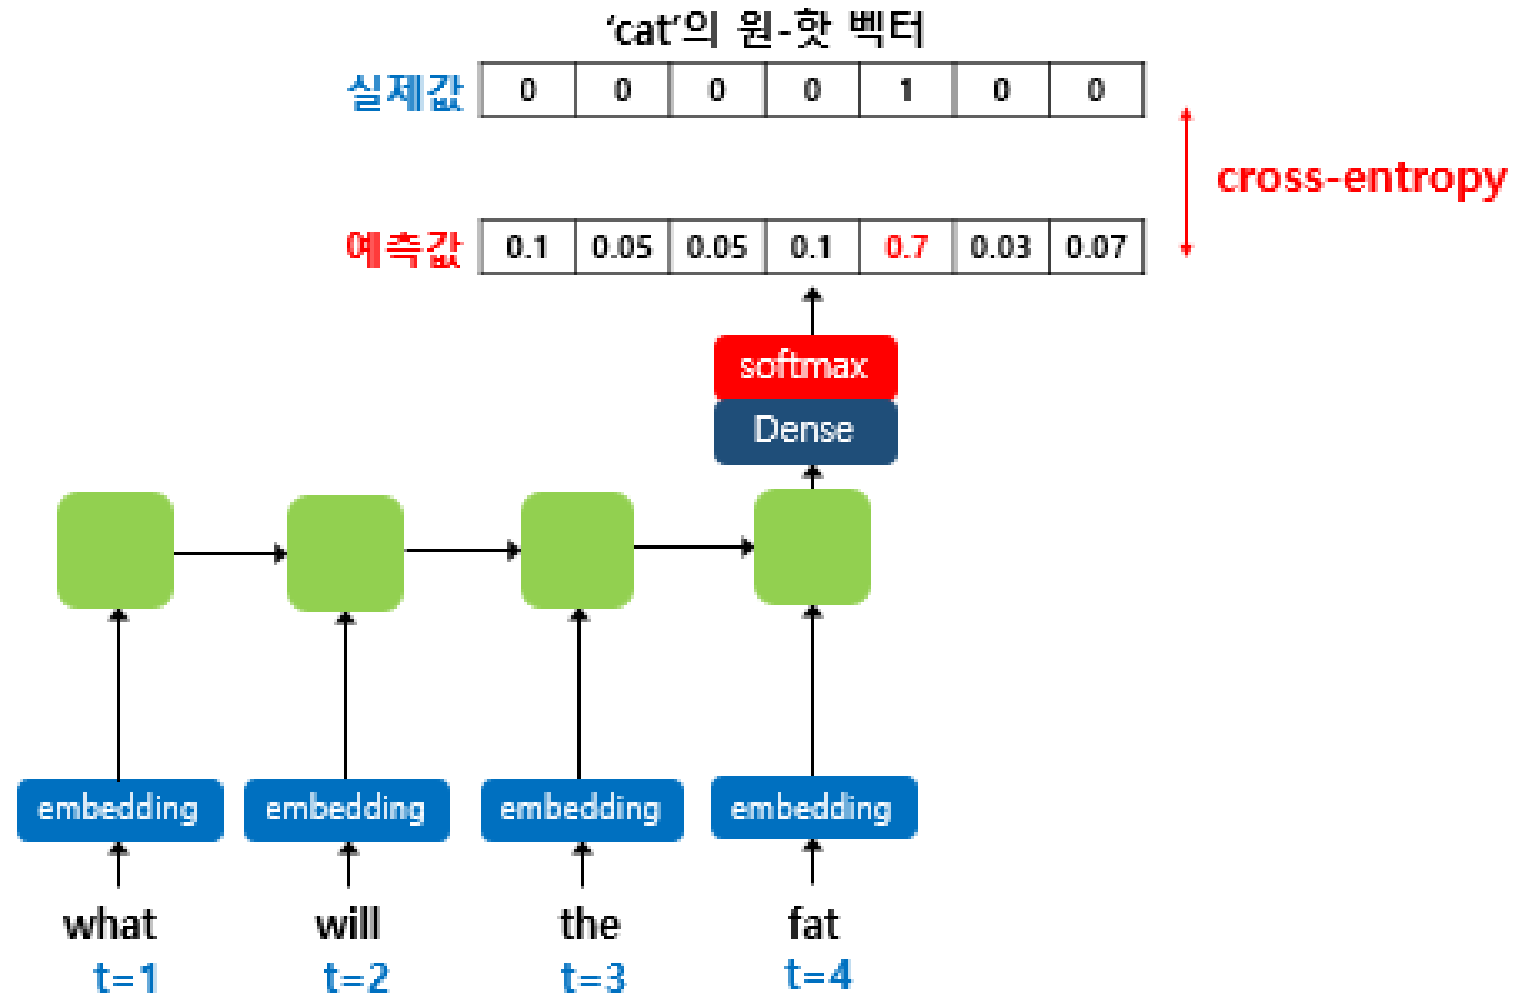 ‘cat’의 원-핫 벡터
실제값 0 0 0 0 1 0 0
cross-entropy
예측값 0.1 0.05 0.05 0.1 0.7 0.03 0.07
softmax
Dense
embedding embedding embedding embedding
what will the fat
t=1 t=2 t=3 t=4